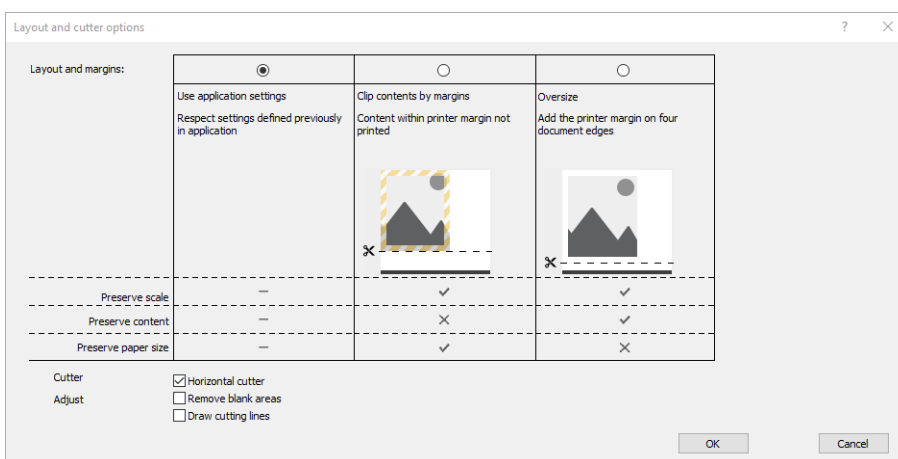 Layout and cutter options
Layout and margins:
Use application settings
Respect settings defined previously
in application
Clip contents by margins
Content within printer margin not
printed
Oversize
Add the printer margin on four
document edges
Preserve scale
Preserve content
Preserve paper size
Cutter
Horizontal cutter
Adjust
Remove blank areas
Draw cutting lines
OK
Cancel